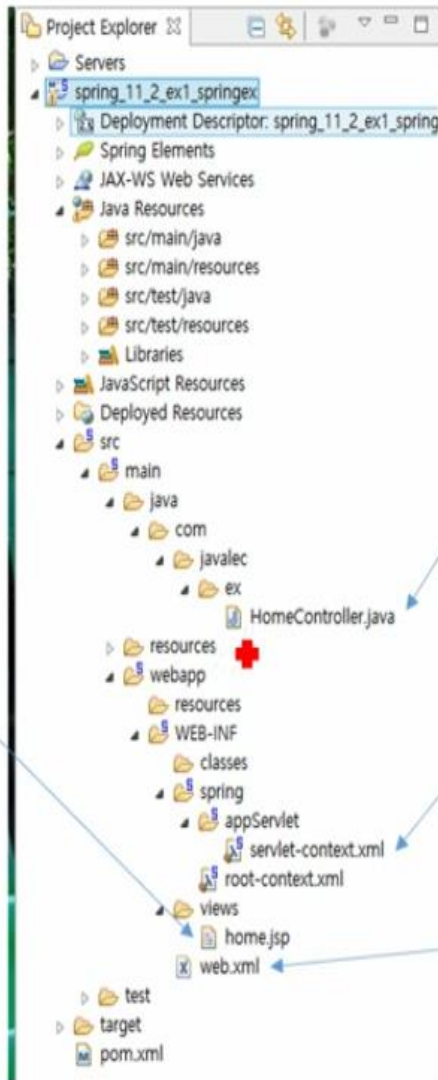 Project Explorer
Servers
spring_11_2_ex1_springex
Deployment Descriptor: spring_11_2_ex1_spring
Spring Elements
JAX-WS Web Services
Java Resources
src/main/java
src/main/resources
src/test/java
src/test/resources
Libraries
JavaScript Resources
Deployed Resources
src
main
java
com
javalec
ex
HomeController.java
resources
webapp
resources
WEB-INF
classes
spring
appServlet
servlet-context.xml
root-context.xml
views
home.jsp
web.xml
test
target
pom.xml